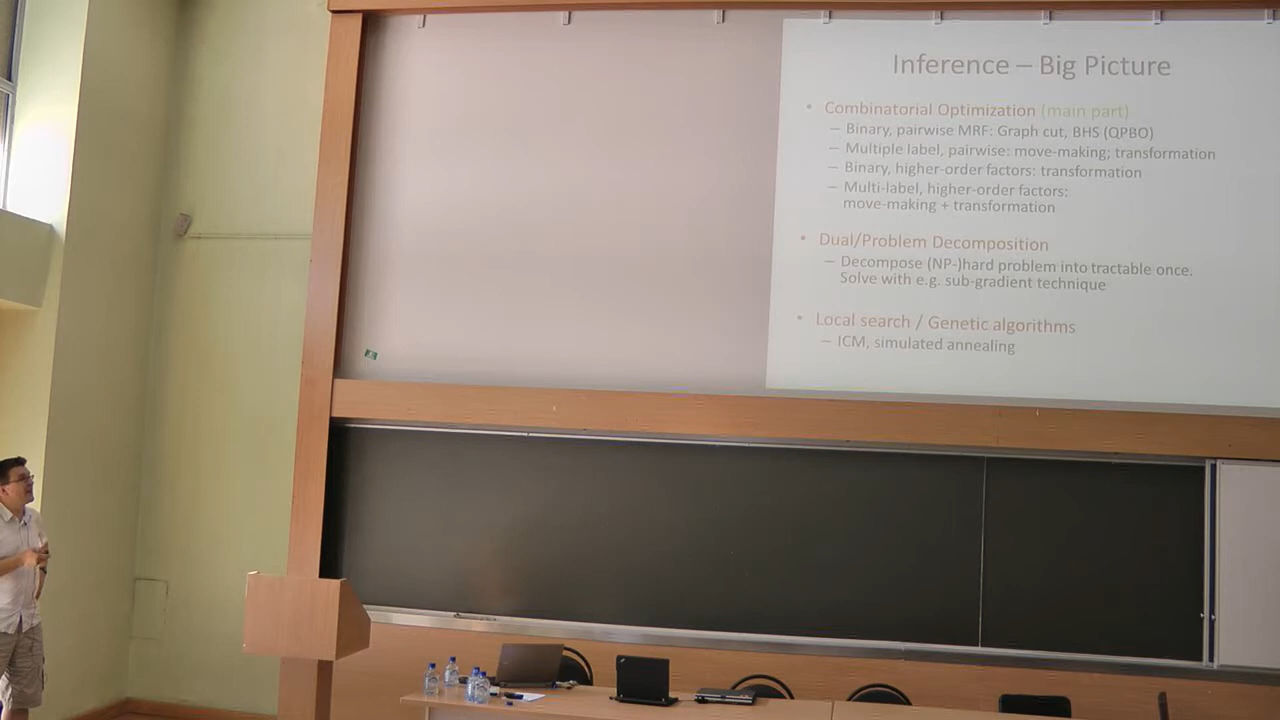 Inference – Big Picture
• Combinatorial Optimization (main part)
– Binary, pairwise MRF: Graph cut, BHS (QPBO)
– Multiple label, pairwise: move-making; transformation
– Binary, higher-order factors: transformation
– Multi-label, higher-order factors:
move-making + transformation
• Dual/Problem Decomposition
– Decompose (NP-)hard problem into tractable once.
Solve with e.g. sub-gradient technique
• Local search / Genetic algorithms
– ICM, simulated annealing